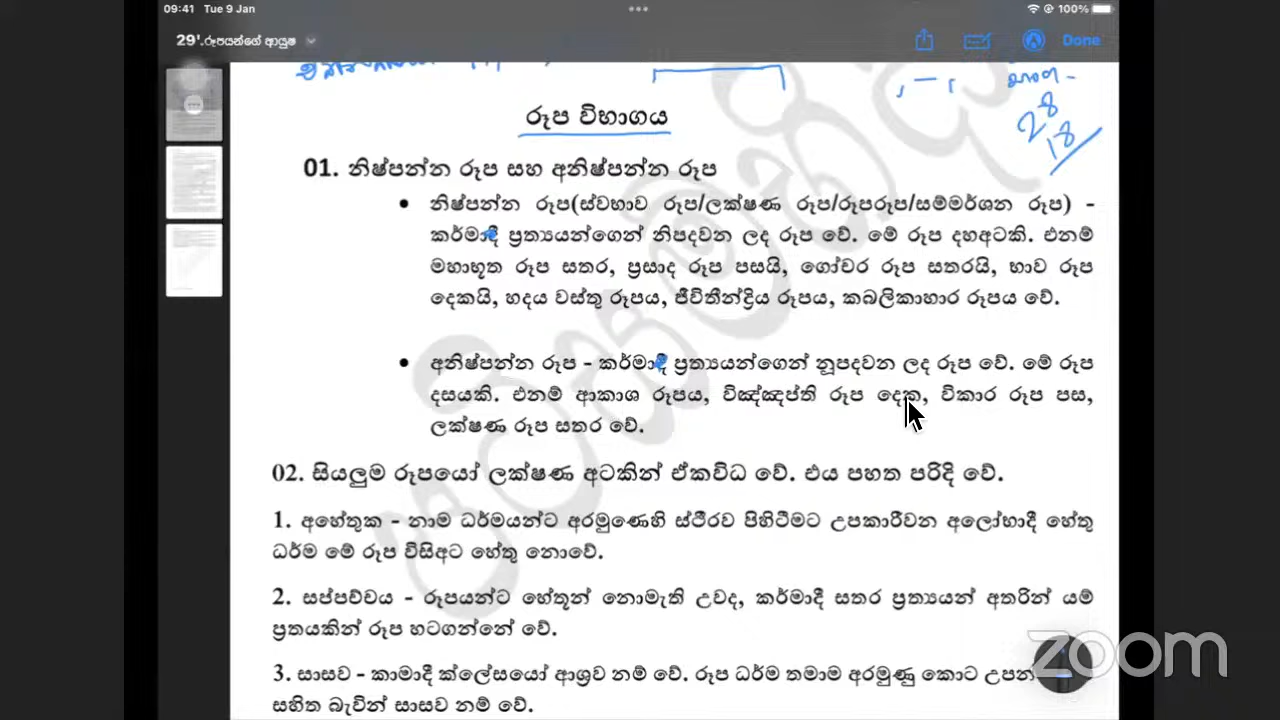 09:41 Tue 9 Jan
100%
29'.රූපයන්ගේ ආයුෂ
Done
28
18
රූප විභාගය
01. නිෂ්පන්න රූප සහ අනිෂ්පන්න රූප
• නිෂ්පන්න රූප(ස්වභාව රූප/ලක්ෂණ රූප/රූපරූප/සම්මර්ශන රූප) -
කර්මාදී ප්‍රත්‍යයන්ගෙන් නිපදවන ලද රූප වේ. මේ රූප දහඅටකි. එනම්
මහාභූත රූප සතර, ප්‍රසාද රූප පසයි, ගෝචර රූප සතරයි, භාව රූප
දෙකයි, හදය වස්තු රූපය, ජීවිතීන්ද්‍රිය රූපය, කබලිකාහාර රූපය වේ.
• අනිෂ්පන්න රූප - කර්මාදී ප්‍රත්‍යයන්ගෙන් නූපදවන ලද රූප වේ. මේ රූප
දසයකි. එනම් ආකාශ රූපය, විඤ්ඤප්ති රූප දෙක, විකාර රූප පස,
ලක්ෂණ රූප සතර වේ.
02. සියලුම රූපයෝ ලක්ෂණ අටකින් ඒකවිධ වේ. එය පහත පරිදි වේ.
1. අහේතුක - නාම ධර්මයන්ට අරමුණෙහි ස්ථීරව පිහිටීමට උපකාරීවන අලෝභාදී හේතු
ධර්ම මේ රූප විසිඅට හේතු නොවේ.
2. සප්පච්චය - රූපයන්ට හේතූන් නොමැති උවද, කර්මාදී සතර ප්‍රත්‍යයන් අතරින් යම්
ප්‍රතයකින් රූප හටගන්නේ වේ.
3. සාසව - කාමාදී ක්ලේසයෝ ආශ්‍රව නම් වේ. රූප ධර්ම තමාම අරමුණු කොට උපන්
සහිත බැවින් සාසව නම් වේ.
zoom